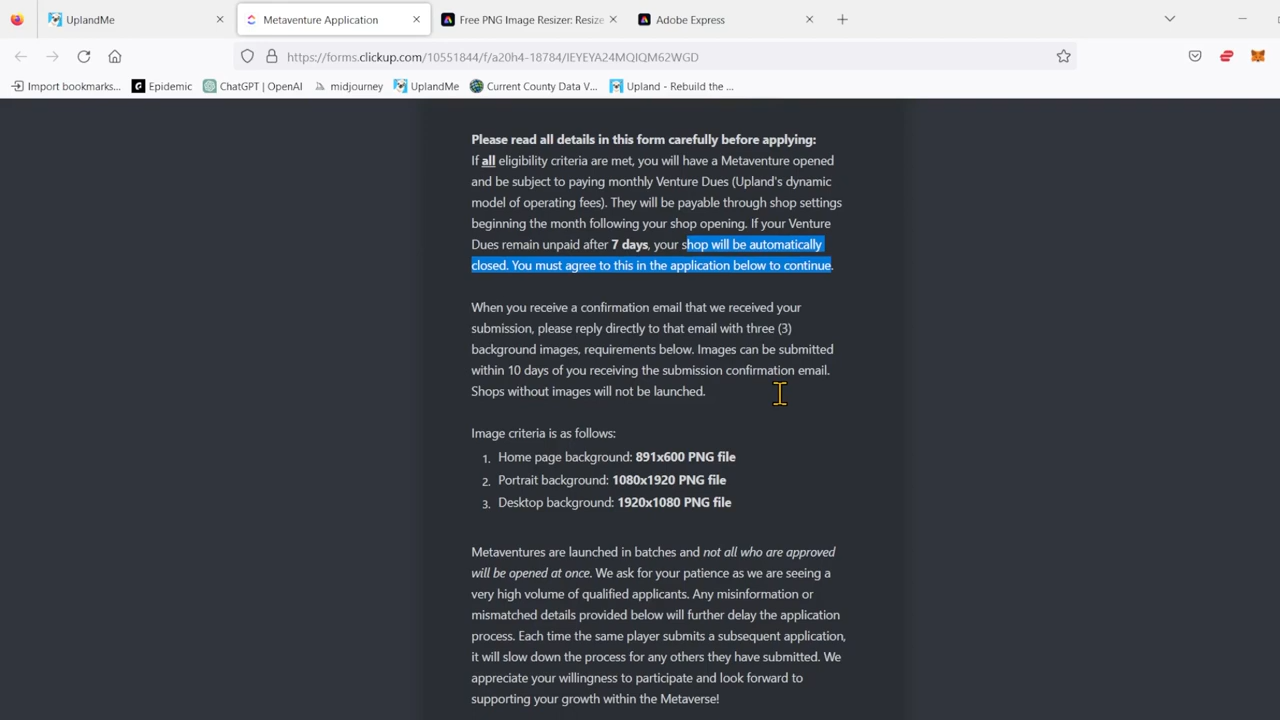 UplandMe
Metaventure Application
Free PNG Image Resizer: Resize
Adobe Express
https://forms.clickup.com/10551844/f/a20h4-18784/IEYEYA24MQIQM62WGD
Import bookmarks... Epidemic ChatGPT | OpenAI midjourney UplandMe Current County Data V... Upland - Rebuild the ...
Please read all details in this form carefully before applying:
If all eligibility criteria are met, you will have a Metaventure opened
and be subject to paying monthly Venture Dues (Upland's dynamic
model of operating fees). They will be payable through shop settings
beginning the month following your shop opening. If your Venture
Dues remain unpaid after 7 days, your shop will be automatically
closed. You must agree to this in the application below to continue.
When you receive a confirmation email that we received your
submission, please reply directly to that email with three (3)
background images, requirements below. Images can be submitted
within 10 days of you receiving the submission confirmation email.
Shops without images will not be launched.
Image criteria is as follows:
1. Home page background: 891x600 PNG file
2. Portrait background: 1080x1920 PNG file
3. Desktop background: 1920x1080 PNG file
Metaventures are launched in batches and not all who are approved
will be opened at once. We ask for your patience as we are seeing a
very high volume of qualified applicants. Any misinformation or
mismatched details provided below will further delay the application
process. Each time the same player submits a subsequent application,
it will slow down the process for any others they have submitted. We
appreciate your willingness to participate and look forward to
supporting your growth within the Metaverse!